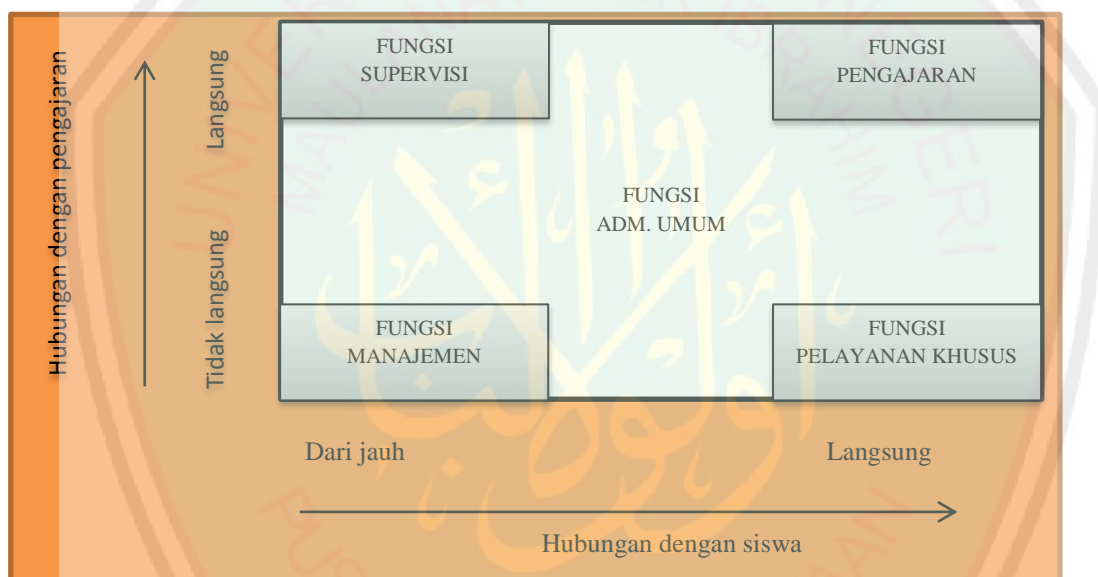 Hubungan dengan pengajaran
Langsung
Tidak langsung
FUNGSI
SUPERVISI
FUNGSI
PENGAJARAN
FUNGSI
ADM. UMUM
FUNGSI
MANAJEMEN
FUNGSI
PELAYANAN KHUSUS
Dari jauh
Langsung
Hubungan dengan siswa